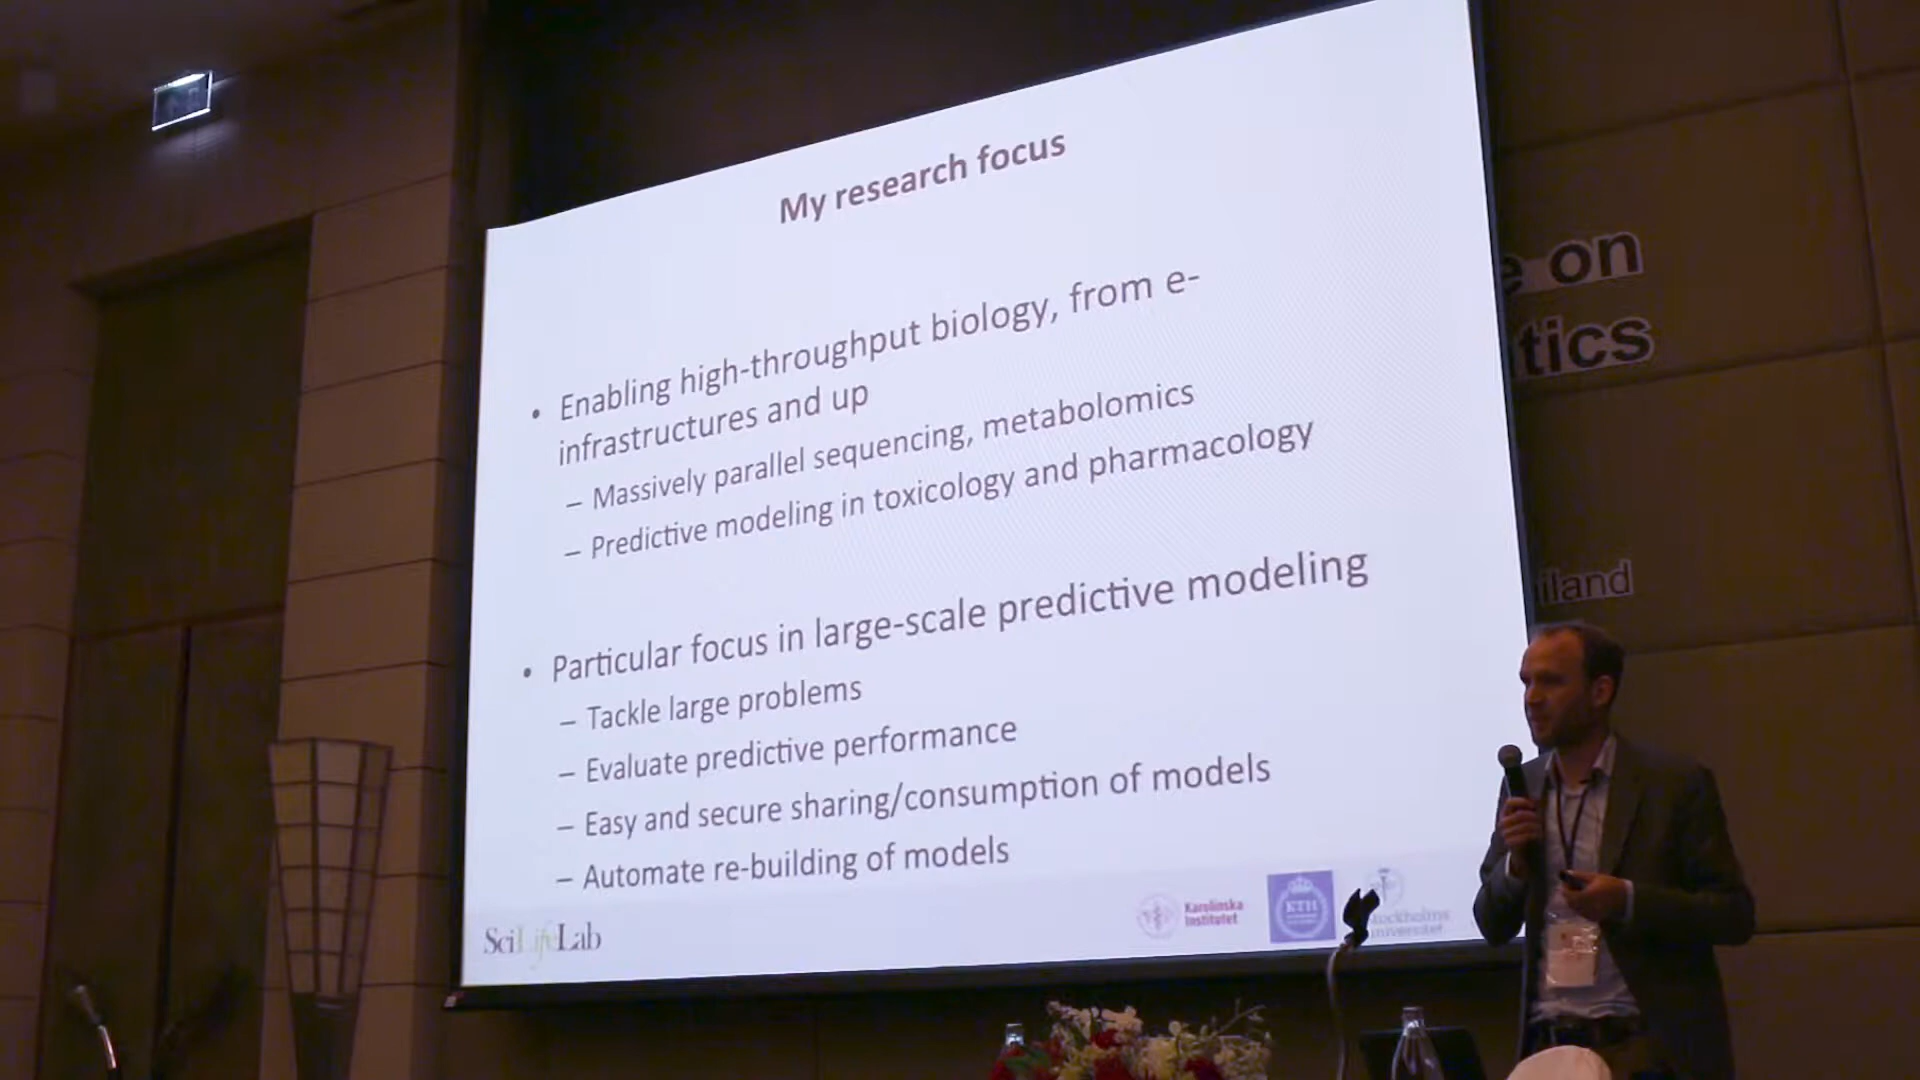 My research focus
• Enabling high-throughput biology, from e-
infrastructures and up
– Massively parallel sequencing, metabolomics
– Predictive modeling in toxicology and pharmacology
• Particular focus in large-scale predictive modeling
– Tackle large problems
– Evaluate predictive performance
– Easy and secure sharing/consumption of models
– Automate re-building of models
SciLifeLab
Karolinska
Institutet
KTH
tockholms
niversitet
e on
tics
iland